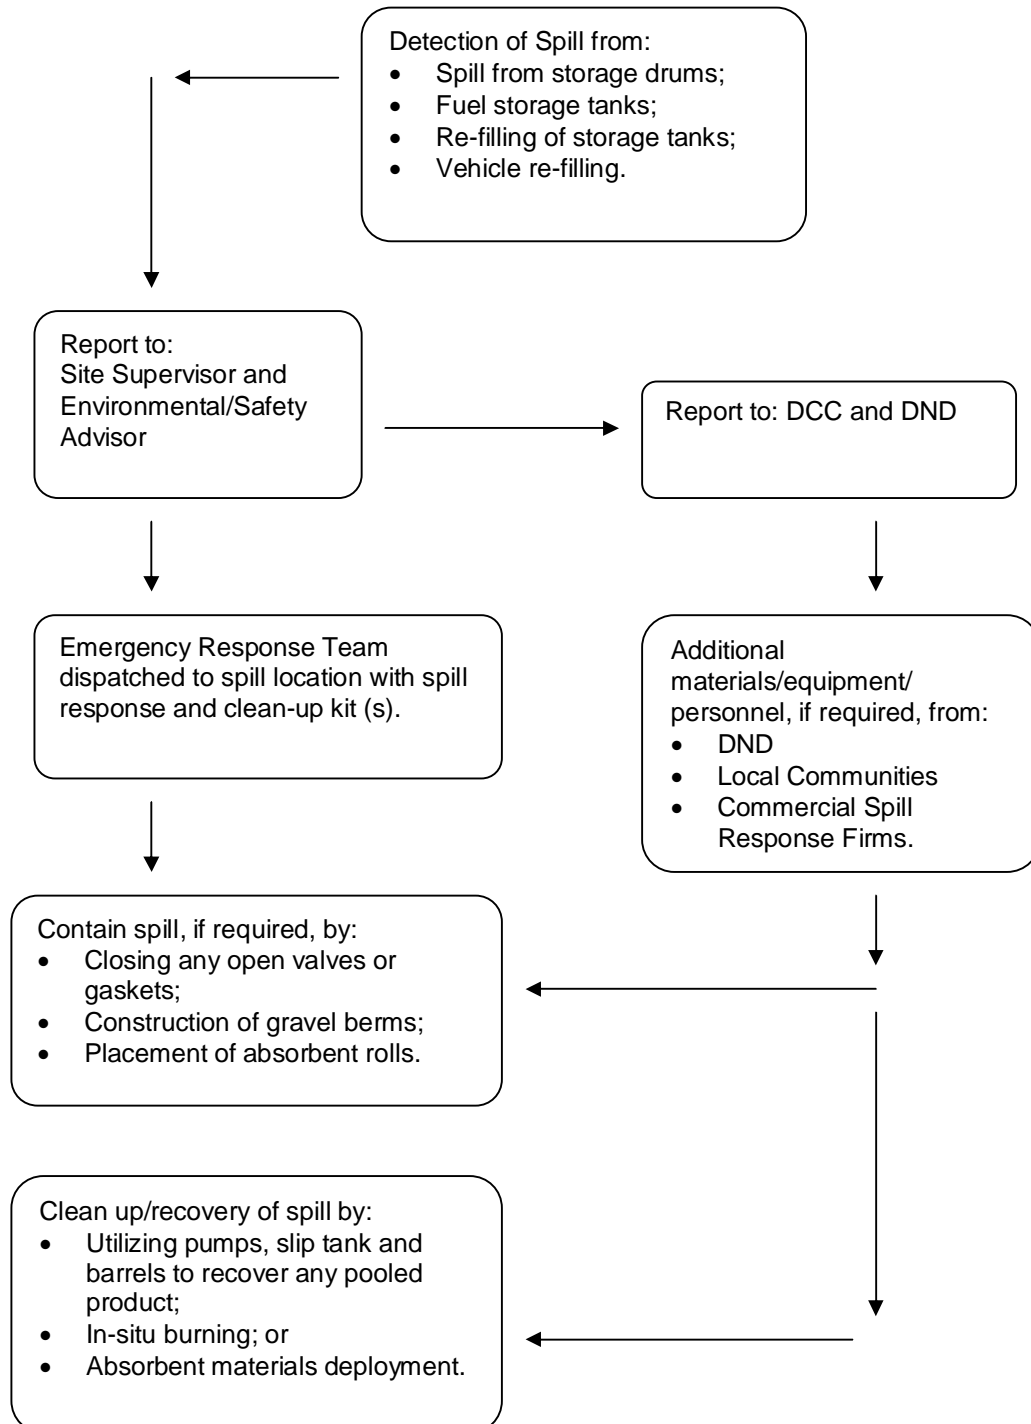 Detection of Spill from:
• Spill from storage drums;
• Fuel storage tanks;
• Re-filling of storage tanks;
• Vehicle re-filling.
Report to:
Site Supervisor and
Environmental/Safety
Advisor
Report to: DCC and DND
Emergency Response Team
dispatched to spill location with spill
response and clean-up kit (s).
Additional
materials/equipment/
personnel, if required, from:
• DND
• Local Communities
• Commercial Spill
Response Firms.
Contain spill, if required, by:
• Closing any open valves or
gaskets;
• Construction of gravel berms;
• Placement of absorbent rolls.
Clean up/recovery of spill by:
• Utilizing pumps, slip tank and
barrels to recover any pooled
product;
• In-situ burning; or
• Absorbent materials deployment.